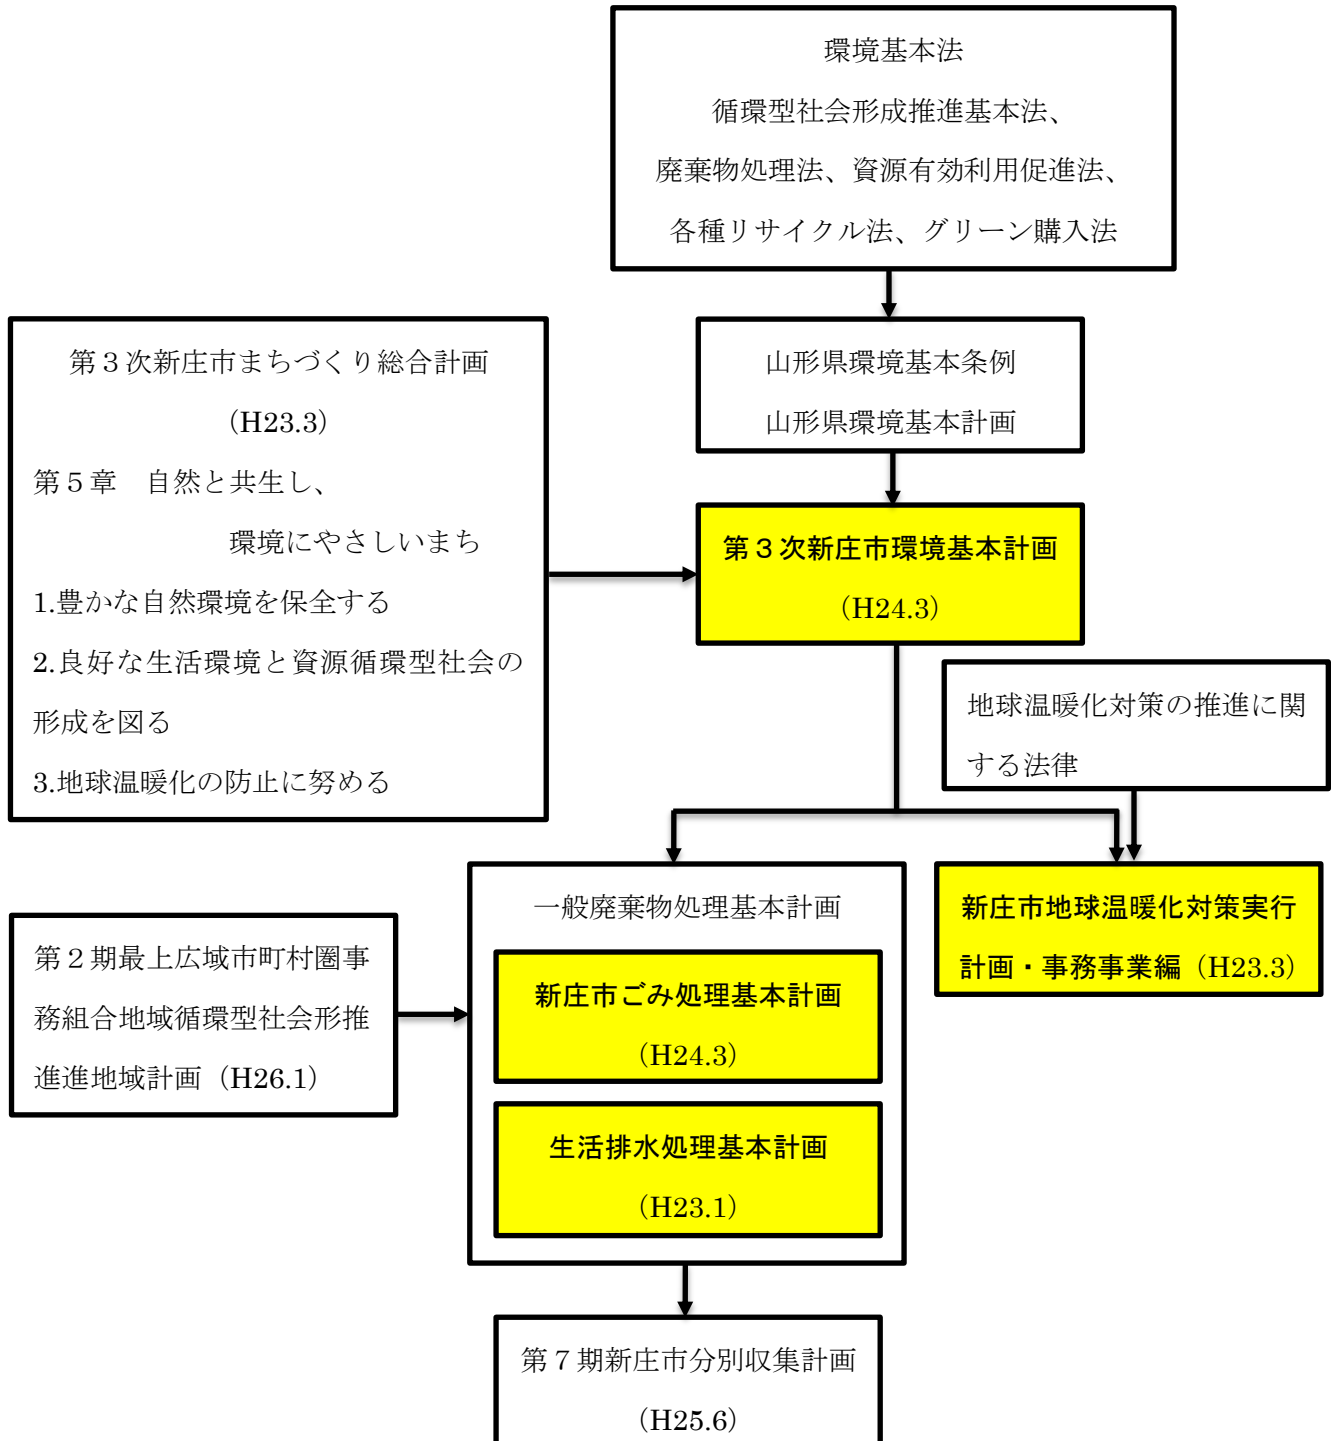 環境基本法
循環型社会形成推進基本法、
廃棄物処理法、資源有効利用促進法、
各種リサイクル法、グリーン購入法
山形県環境基本条例
山形県環境基本計画
第３次新庄市まちづくり総合計画
（H23.3）
第５章　自然と共生し、
環境にやさしいまち
1.豊かな自然環境を保全する
2.良好な生活環境と資源循環型社会の
形成を図る
3.地球温暖化の防止に努める
第３次新庄市環境基本計画
（H24.3）
地球温暖化対策の推進に関
する法律
一般廃棄物処理基本計画
新庄市ごみ処理基本計画
（H24.3）
生活排水処理基本計画
（H23.1）
新庄市地球温暖化対策実行
計画・事務事業編（H23.3）
第２期最上広域市町村圏事
務組合地域循環型社会形推
進進地域計画（H26.1）
第７期新庄市分別収集計画
（H25.6）